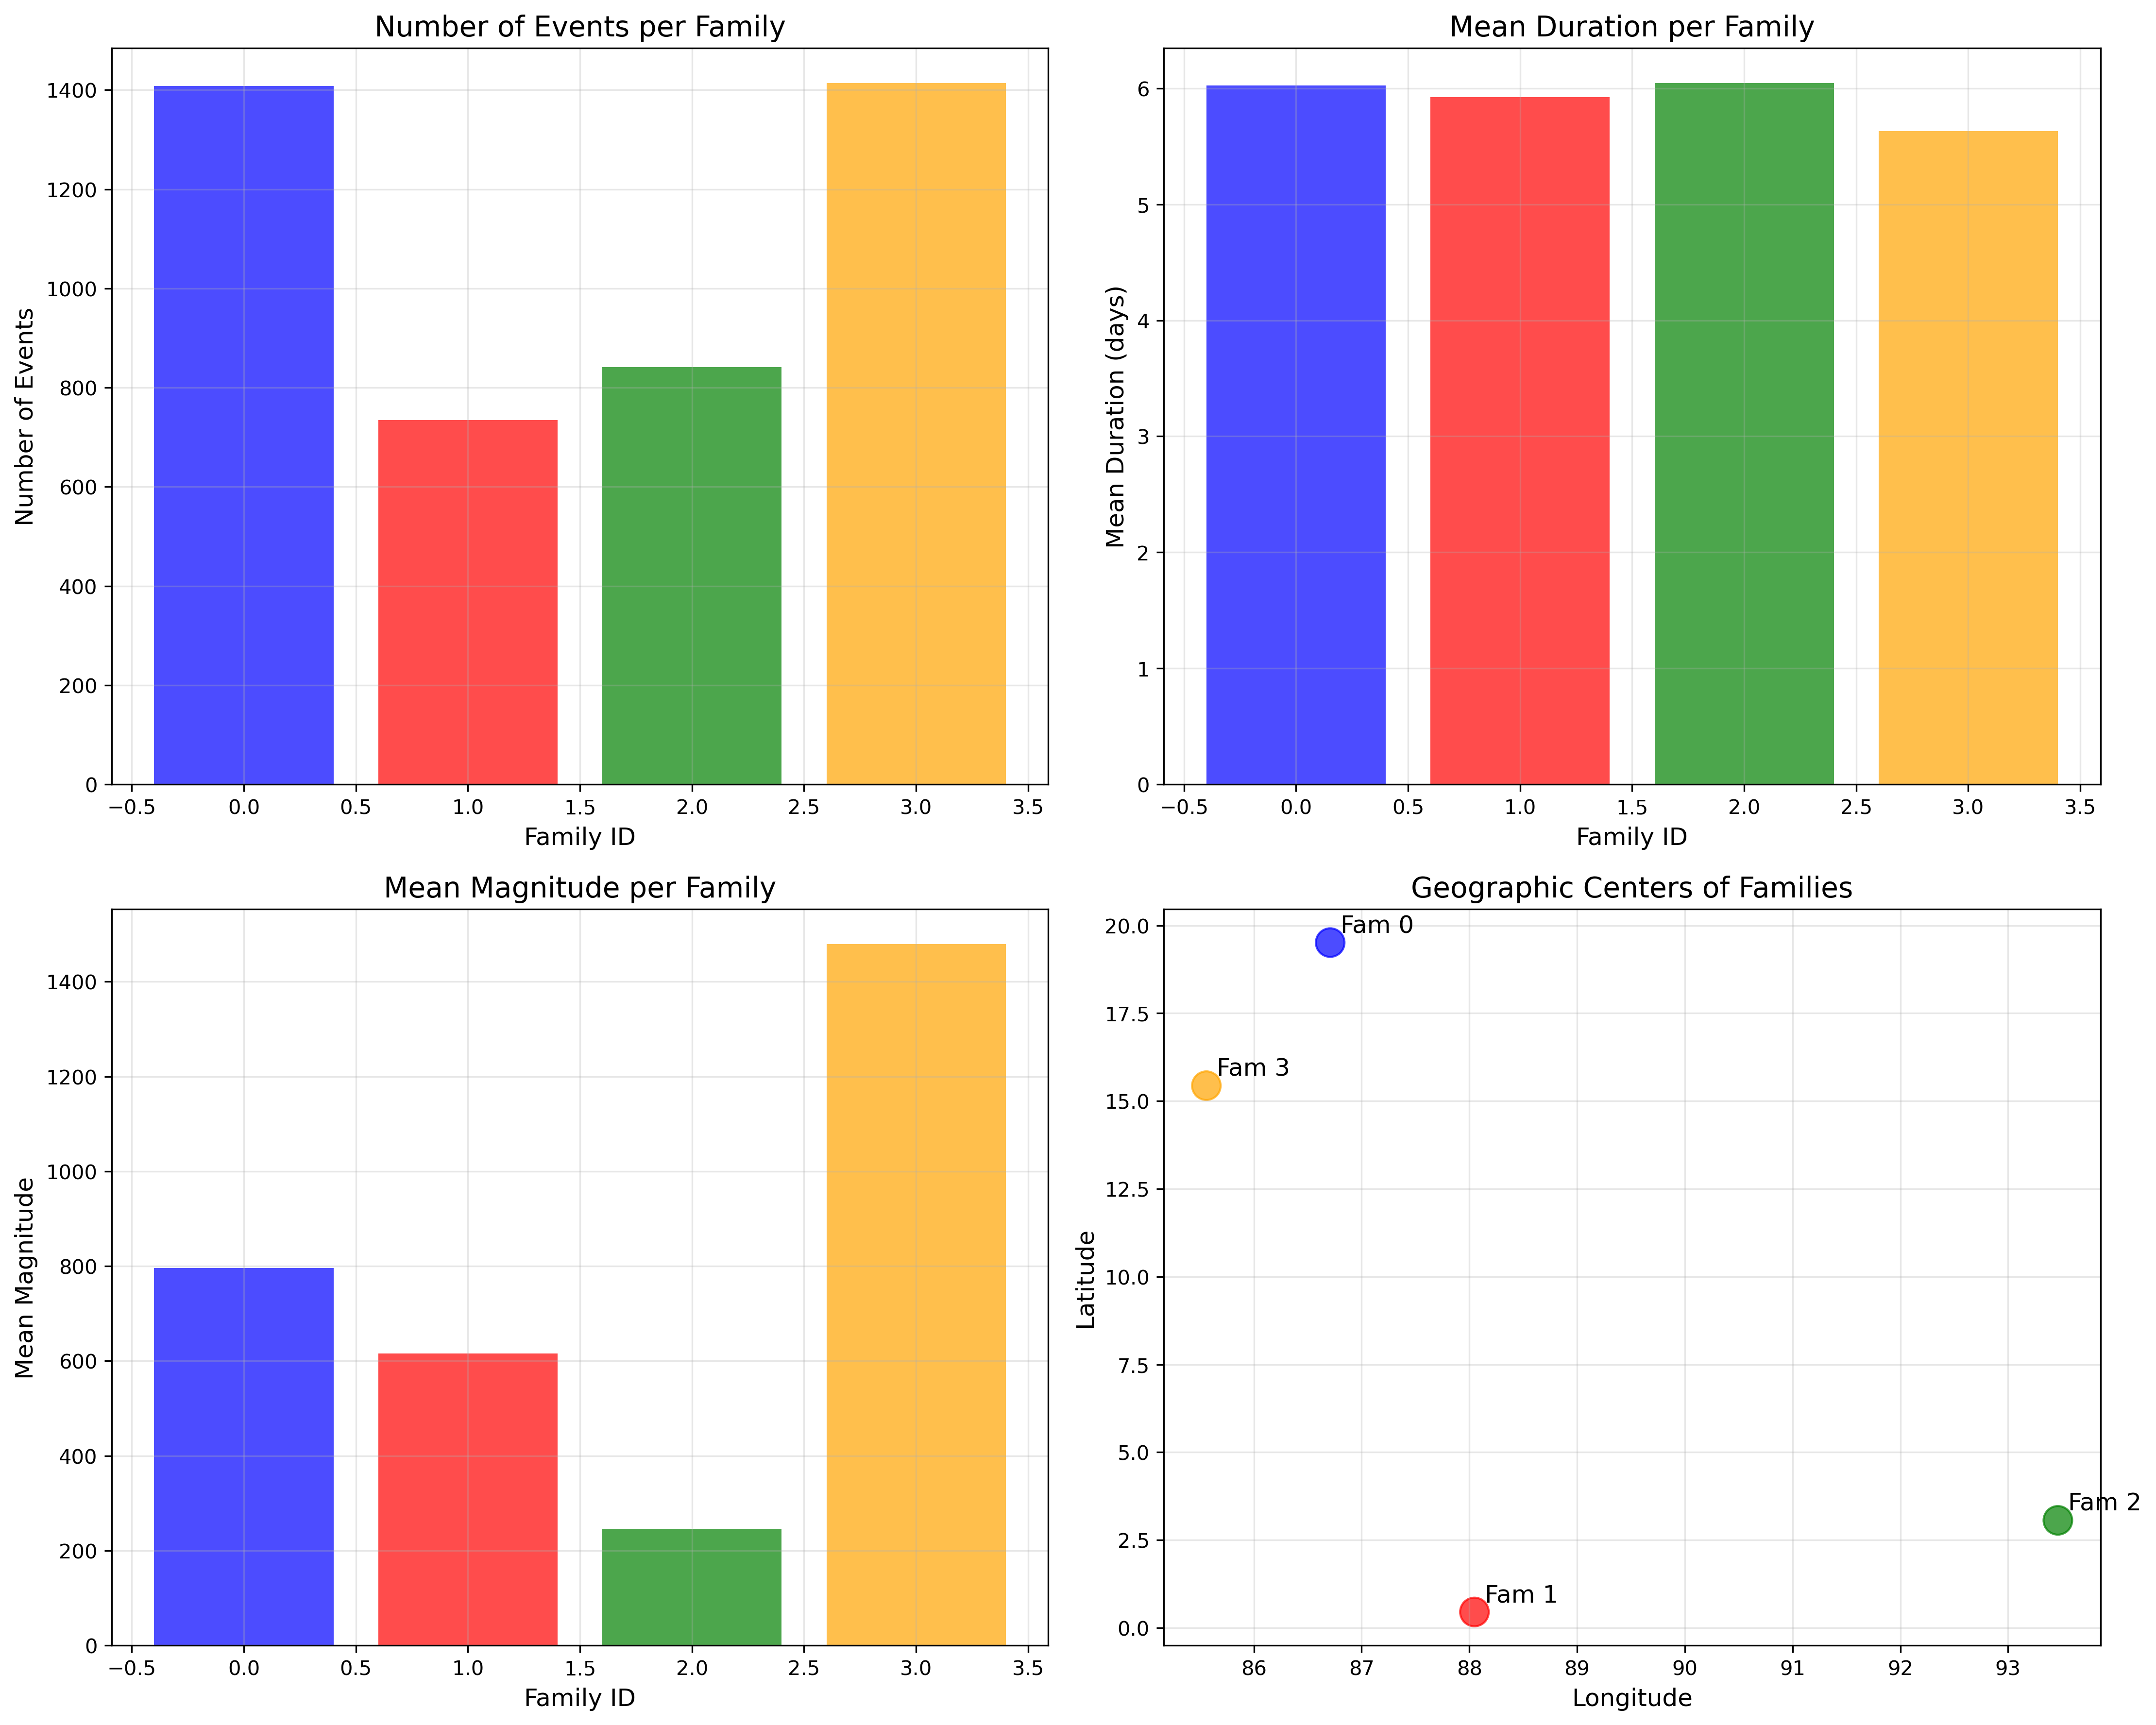 Number of Events per Family
1400
1200
1000
800
600
400
200
0
Number of Events
−0.5 0.0 0.5 1.0 1.5 2.0 2.5 3.0 3.5
Family ID
Mean Duration per Family
6
5
4
3
2
1
0
Mean Duration (days)
−0.5 0.0 0.5 1.0 1.5 2.0 2.5 3.0 3.5
Family ID
Mean Magnitude per Family
1400
1200
1000
800
600
400
200
0
Mean Magnitude
−0.5 0.0 0.5 1.0 1.5 2.0 2.5 3.0 3.5
Family ID
Geographic Centers of Families
20.0
17.5
15.0
12.5
10.0
7.5
5.0
2.5
0.0
Latitude
Fam 0
Fam 3
Fam 2
Fam 1
86 87 88 89 90 91 92 93
Longitude